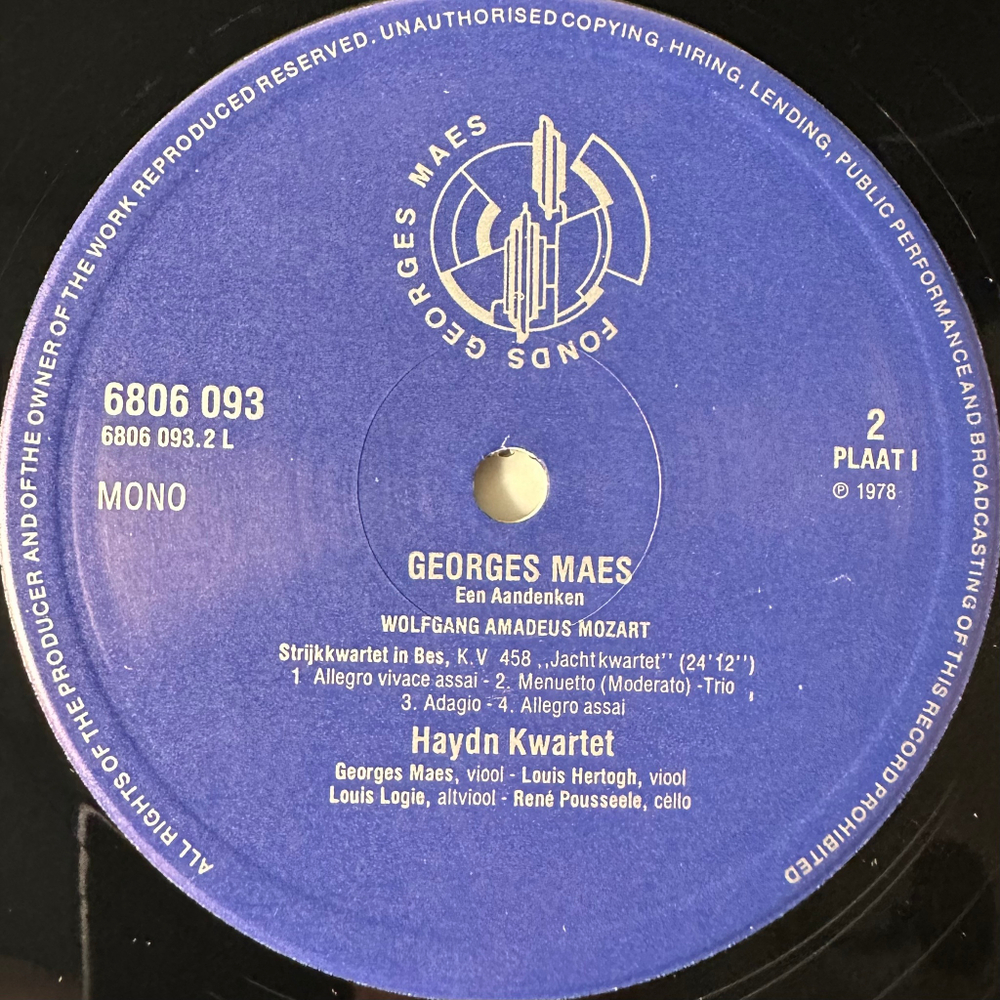 ALL RIGHTS OF THE PRODUCER AND OF THE OWNER OF THE WORK REPRODUCED RESERVED. UNAUTHORISED COPYING, HIRING, LENDING, PUBLIC PERFORMANCE AND BROADCASTING OF THIS RECORD PROHIBITED
FONDS GEORGES MAES
6806 093
6806 093.2 L
MONO
2
PLAAT I
℗ 1978
GEORGES MAES
Een Aandenken
WOLFGANG AMADEUS MOZART
Strijkkwartet in Bes, K.V 458 ,,Jachtkwartet'' (24'12'')
1 Allegro vivace assai - 2. Menuetto (Moderato) -Trio
3. Adagio - 4. Allegro assai
Haydn Kwartet
Georges Maes, viool - Louis Hertogh, viool
Louis Logie, altviool - René Pousseele, cello